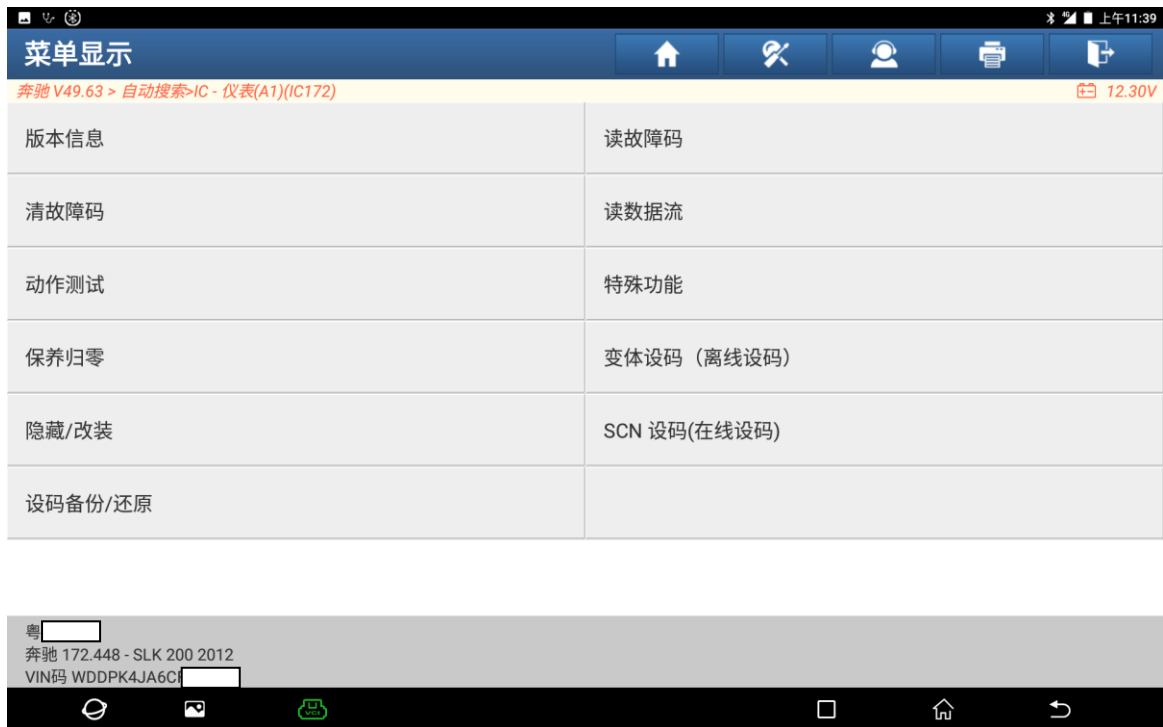 4G 上午11:39
菜单显示
奔驰 V49.63 > 自动搜索>IC - 仪表(A1)(IC172) 12.30V
版本信息 读故障码
清故障码 读数据流
动作测试 特殊功能
保养归零 变体设码（离线设码）
隐藏/改装 SCN 设码(在线设码)
设码备份/还原
粤
奔驰 172.448 - SLK 200 2012
VIN码 WDDPK4JA6C
VCI